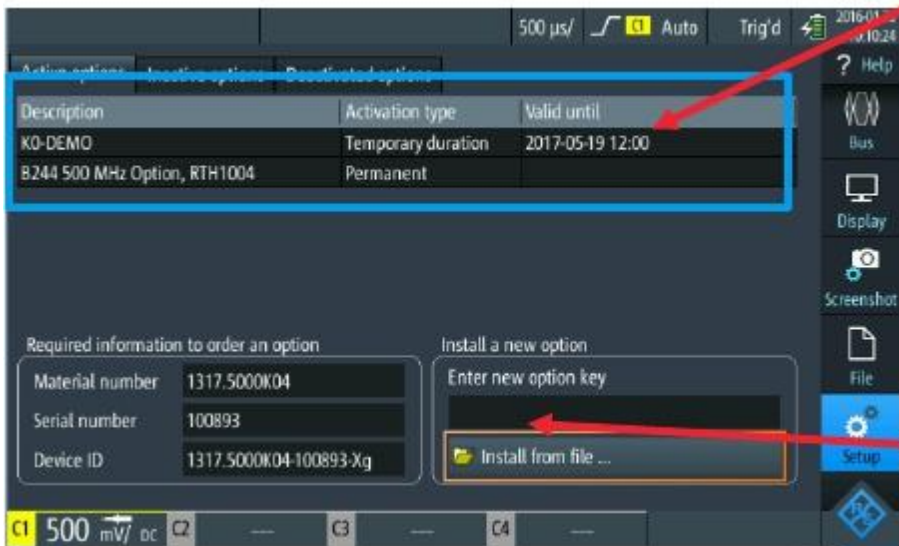 500 µs/ C1 Auto Trig'd
10:24
? Help
Active options Inactive options Deactivated options
Description Activation type Valid until
K0-DEMO Temporary duration 2017-05-19 12:00
B244 500 MHz Option, RTH1004 Permanent
Bus
Display
Screenshot
File
Setup
Required information to order an option
Material number 1317.5000K04
Serial number 100893
Device ID 1317.5000K04-100893-Xg
Install a new option
Enter new option key
Install from file ...
C1 500 mV/ DC C2 --- C3 --- C4 ---
R&S